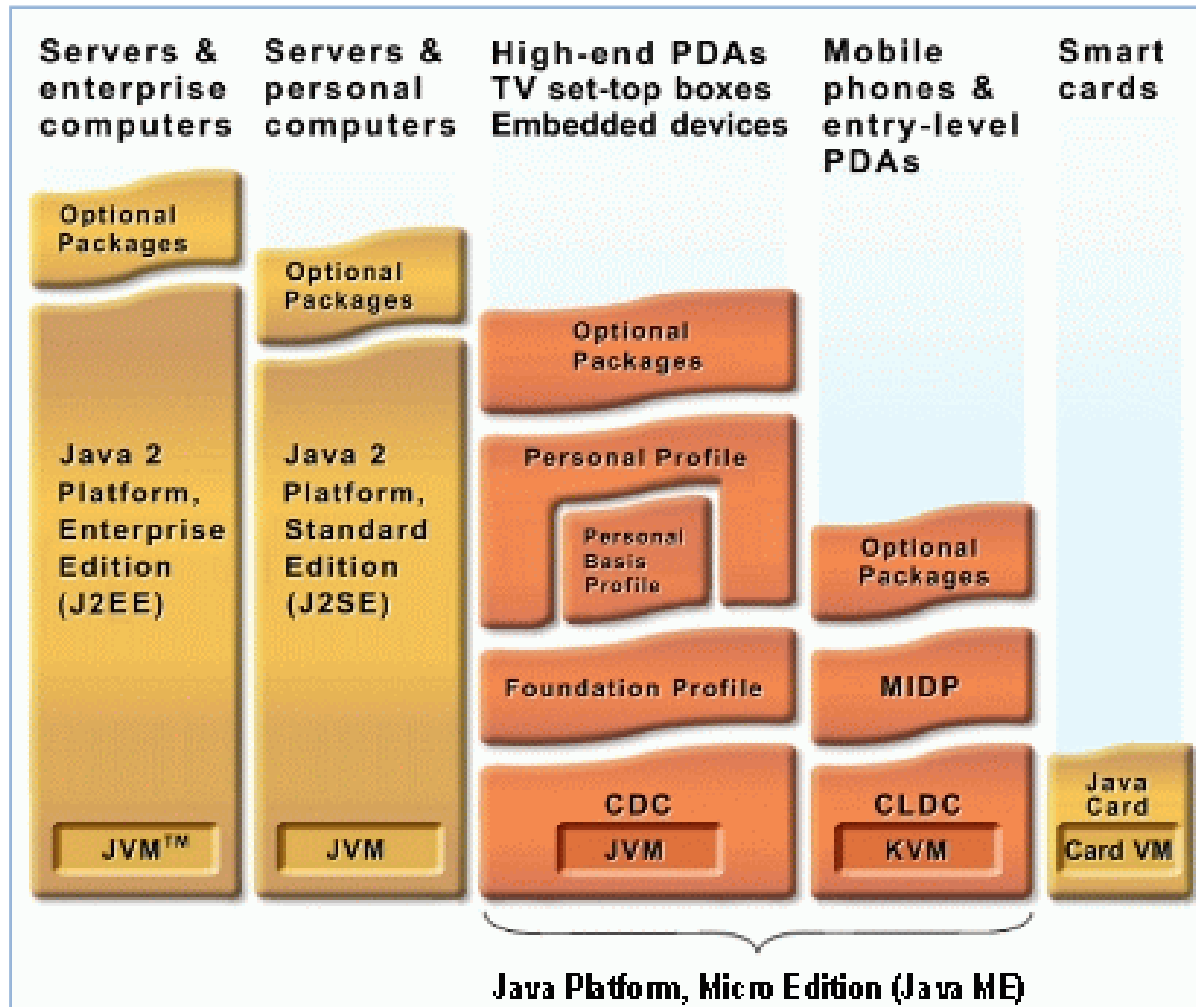 Servers &
enterprise
computers
Servers &
personal
computers
High-end PDAs
TV set-top boxes
Embedded devices
Mobile
phones &
entry-level
PDAs
Smart
cards
Optional
Packages
Java 2
Platform,
Enterprise
Edition
(J2EE)
JVM™
Optional
Packages
Java 2
Platform,
Standard
Edition
(J2SE)
JVM
Optional
Packages
Personal Profile
Personal
Basis
Profile
Foundation Profile
CDC
JVM
Optional
Packages
MIDP
CLDC
KVM
Java
Card
Card VM
Java Platform, Micro Edition (Java ME)